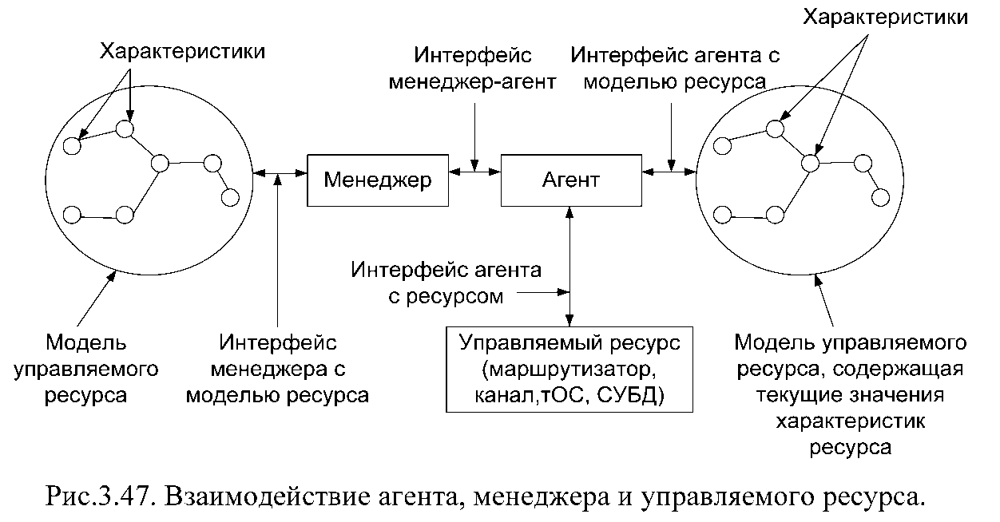 Характеристики
Характеристики
Интерфейс
менеджер-агент
Интерфейс агента с
моделью ресурса
Менеджер
Агент
Интерфейс агента
с ресурсом
Модель
управляемого
ресурса
Интерфейс
менеджера с
моделью ресурса
Управляемый ресурс
(маршрутизатор,
канал,тОС, СУБД)
Модель управляемого
ресурса, содержащая
текущие значения
характеристик
ресурса
Рис.3.47. Взаимодействие агента, менеджера и управляемого ресурса.